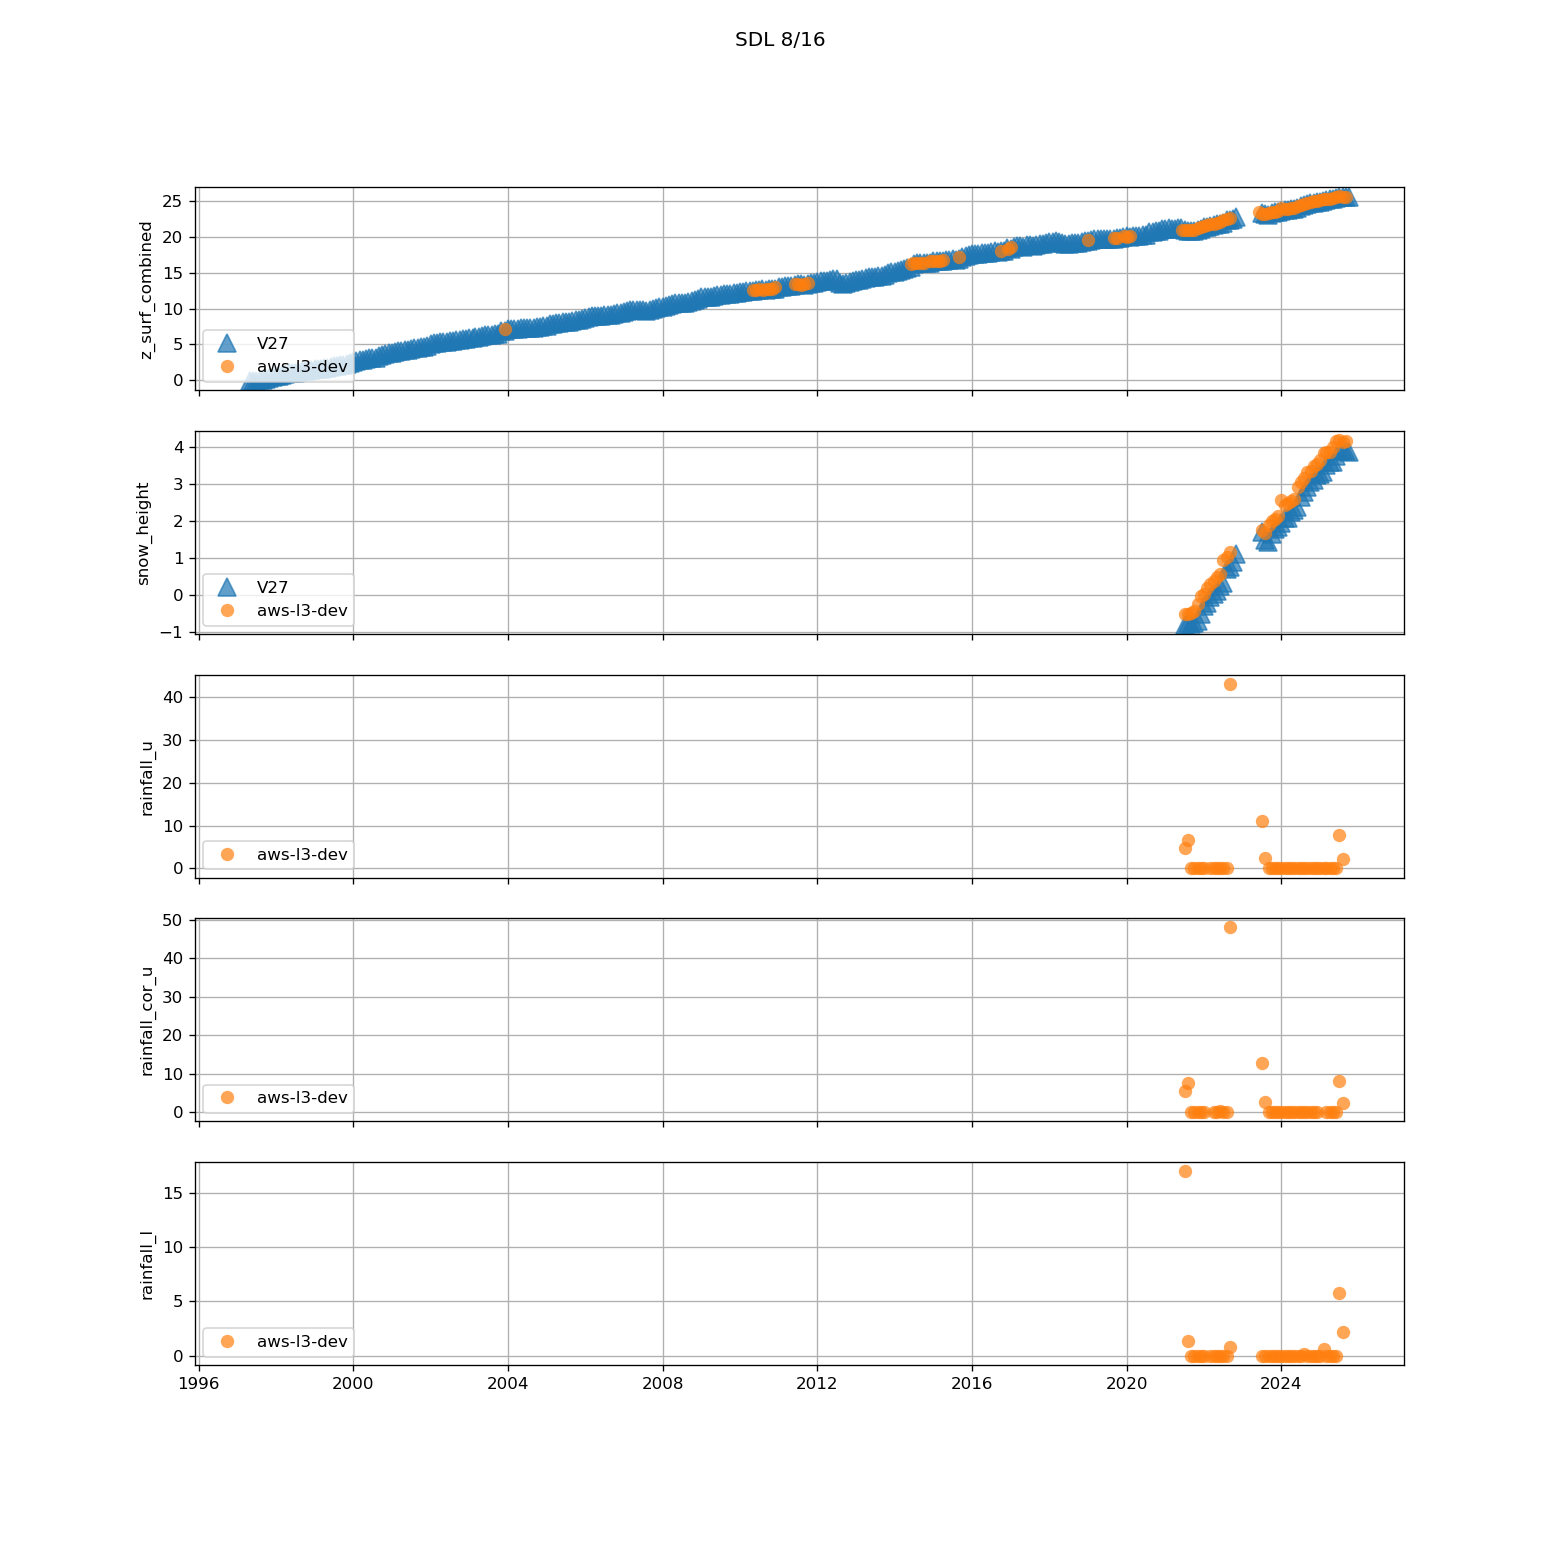 SDL 8/16
z_surf_combined
25
20
15
10
5
0
V27
aws-l3-dev
snow_height
4
3
2
1
0
−1
V27
aws-l3-dev
rainfall_u
40
30
20
10
0
aws-l3-dev
rainfall_cor_u
50
40
30
20
10
0
aws-l3-dev
rainfall_l
15
10
5
0
aws-l3-dev
1996 2000 2004 2008 2012 2016 2020 2024